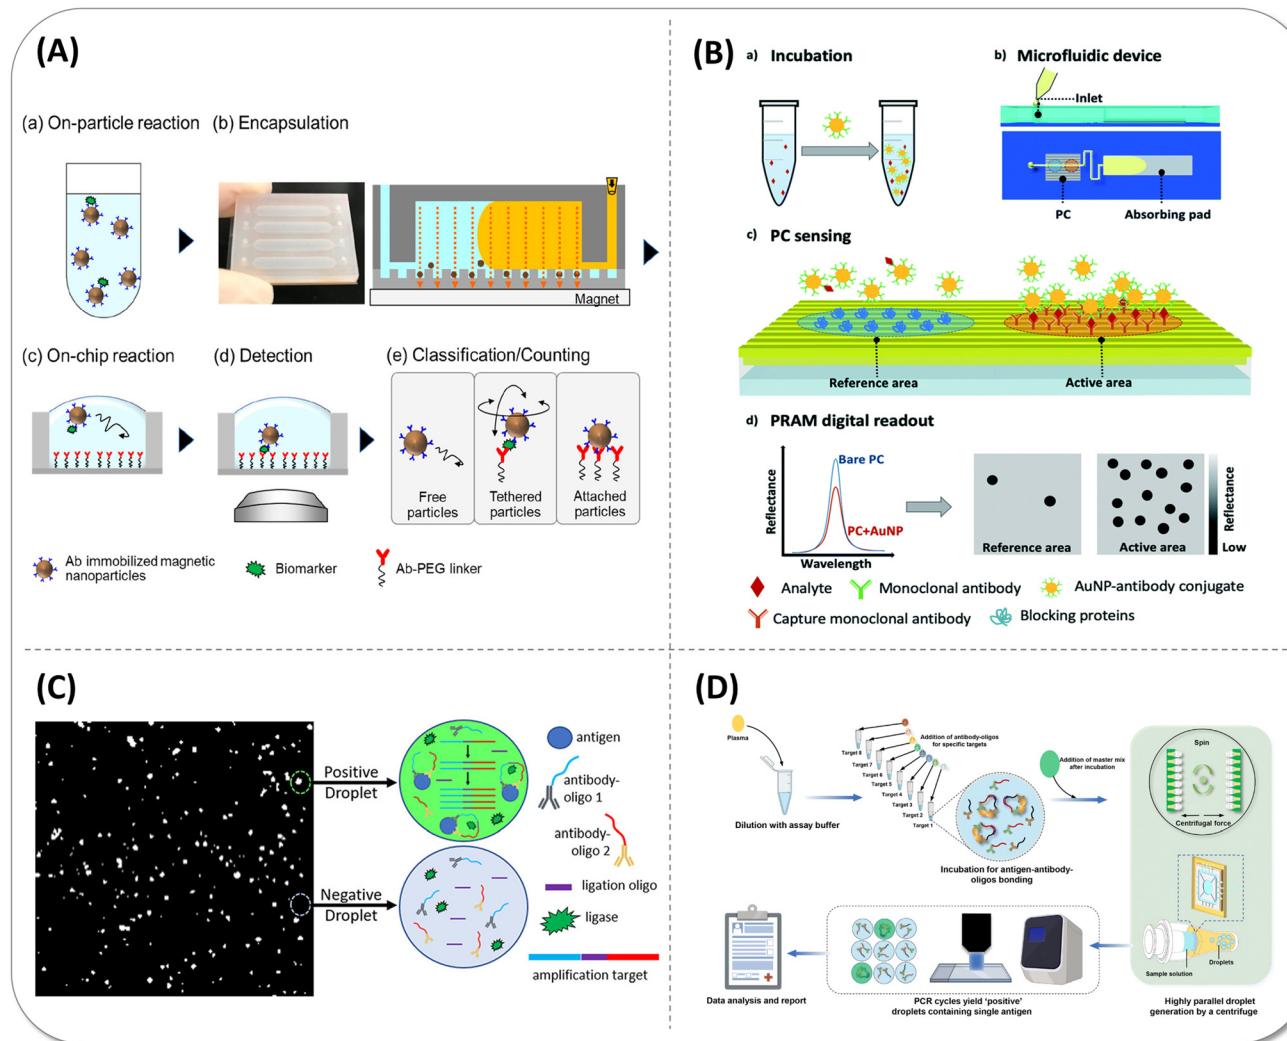 (A)
(a) On-particle reaction
(b) Encapsulation
Magnet
(c) On-chip reaction
(d) Detection
(e) Classification/Counting
Free
particles
Tethered
particles
Attached
particles
Ab immobilized magnetic
nanoparticles
Biomarker
Ab-PEG linker
(B)
a) Incubation
b) Microfluidic device
Inlet
PC
Absorbing pad
c) PC sensing
Reference area
Active area
d) PRAM digital readout
Reflectance
Bare PC
PC+AuNP
Wavelength
Reference area
Active area
Reflectance
Low
Analyte
Monoclonal antibody
AuNP-antibody conjugate
Capture monoclonal antibody
Blocking proteins
(C)
Positive
Droplet
Negative
Droplet
antigen
antibody-
oligo 1
antibody-
oligo 2
ligation oligo
ligase
amplification target
(D)
Plasma
Dilution with assay buffer
Addition of antibody-oligos
for specific targets
Target 8
Target 7
Target 6
Target 5
Target 4
Target 3
Target 2
Target 1
Incubation for antigen-antibody-
oligos bonding
Addition of master mix
after incubation
Spin
Centrifugal force
Sample solution
Droplets
Highly parallel droplet
generation by a centrifuge
PCR cycles yield ‘positive’
droplets containing single antigen
Data analysis and report